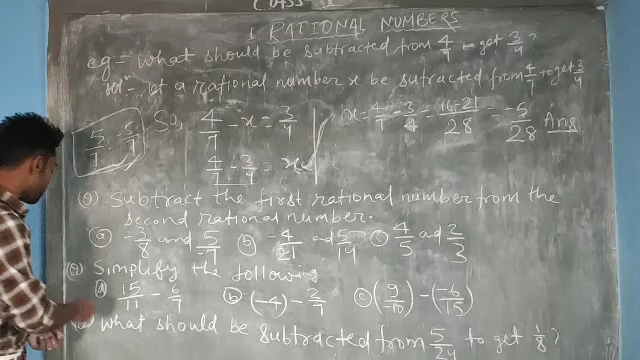 CLASS-
1. RATIONAL NUMBERS
eg- What should be subtracted from 4/7 to get 3/4?
sol^n- Let a rational number x be sutracted from 4/7 to get 3/4
So, 4/7 - x = 3/4
x = 4/7 - 3/4 = (16-21)/28 = -5/28 Ans
4/7 - 3/4 = x
5/-7 = -5/7
Subtract the first rational number from the
second rational number.
(a) -3/8 and 5/-7 (b) -4/21 ad 5/14 (c) 4/5 ad 2/3
Simplify the following
(a) 15/11 - 6/7 (b) (-4) - 2/7 (c) (9/-10) - (-6/15)
What should be subtracted from 5/24 to get 1/8?